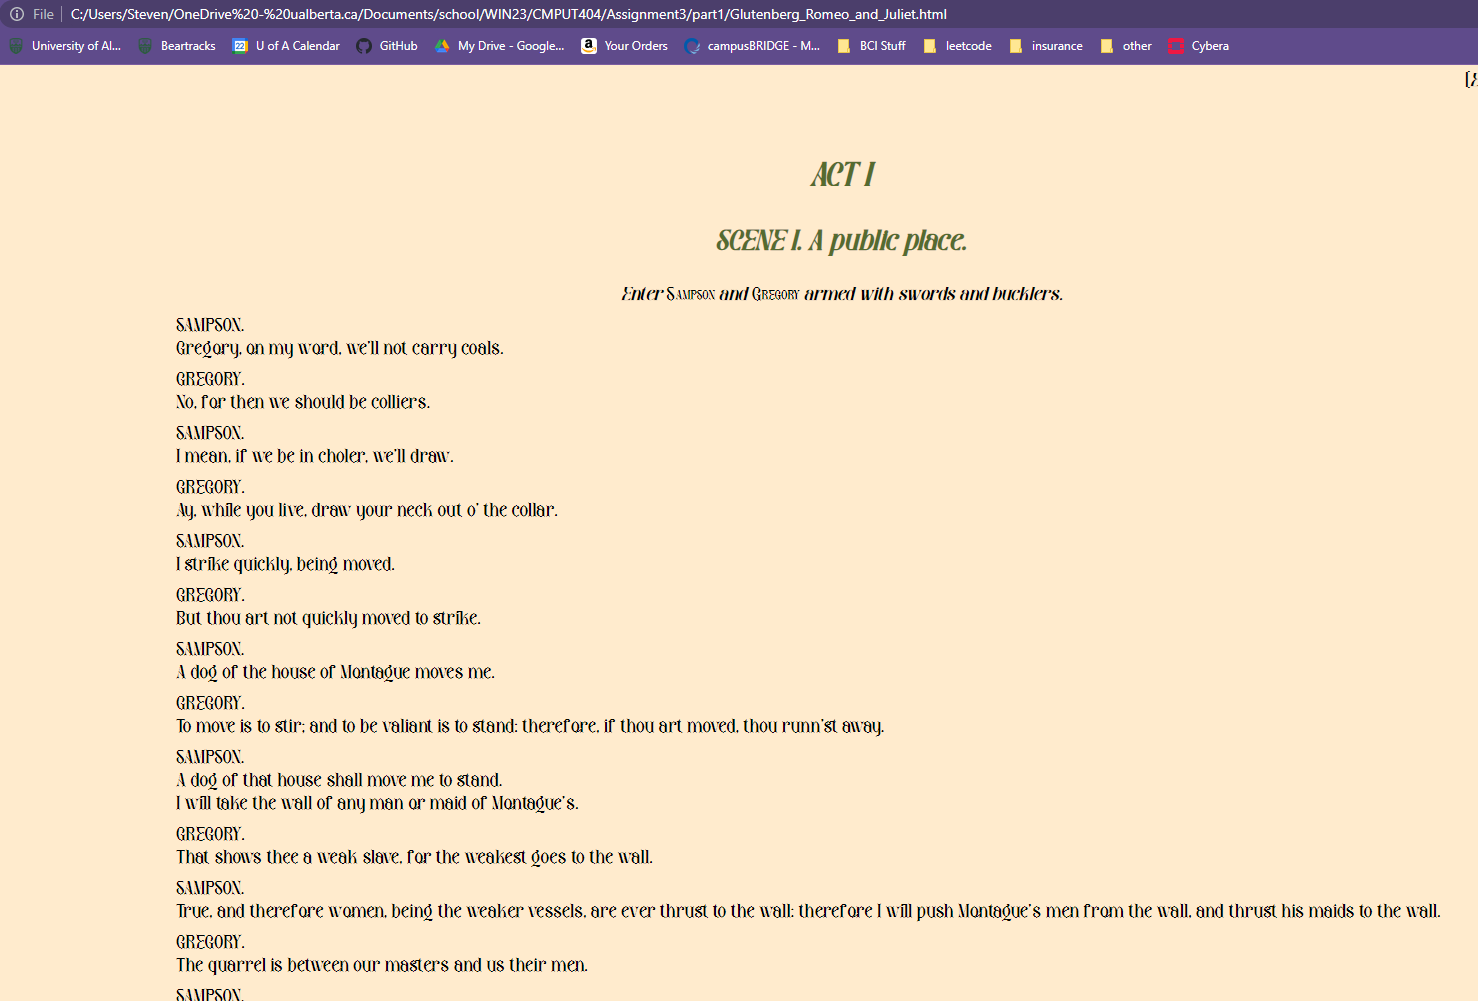 File C:/Users/Steven/OneDrive%20-%20ualberta.ca/Documents/school/WIN23/CMPUT404/Assignment3/part1/Glutenberg_Romeo_and_Juliet.html
University of Al... Beartracks 22 U of A Calendar GitHub My Drive - Google... a Your Orders campusBRIDGE - M... BCI Stuff leetcode insurance other Cybera
ACT I
SCENE I. A public place.
Enter SAMPSON and GREGORY armed with swords and bucklers.
SAMPSON.
Gregory, on my word, we'll not carry coals.
GREGORY.
No, for then we should be colliers.
SAMPSON.
I mean, if we be in choler, we'll draw.
GREGORY.
Ay, while you live, draw your neck out o' the collar.
SAMPSON.
I strike quickly, being moved.
GREGORY.
But thou art not quickly moved to strike.
SAMPSON.
A dog of the house of Montague moves me.
GREGORY.
To move is to stir; and to be valiant is to stand: therefore, if thou art moved, thou runn'st away.
SAMPSON.
A dog of that house shall move me to stand.
I will take the wall of any man or maid of Montague's.
GREGORY.
That shows thee a weak slave, for the weakest goes to the wall.
SAMPSON.
True, and therefore women, being the weaker vessels, are ever thrust to the wall: therefore I will push Montague's men from the wall, and thrust his maids to the wall.
GREGORY.
The quarrel is between our masters and us their men.
SAMPSON.